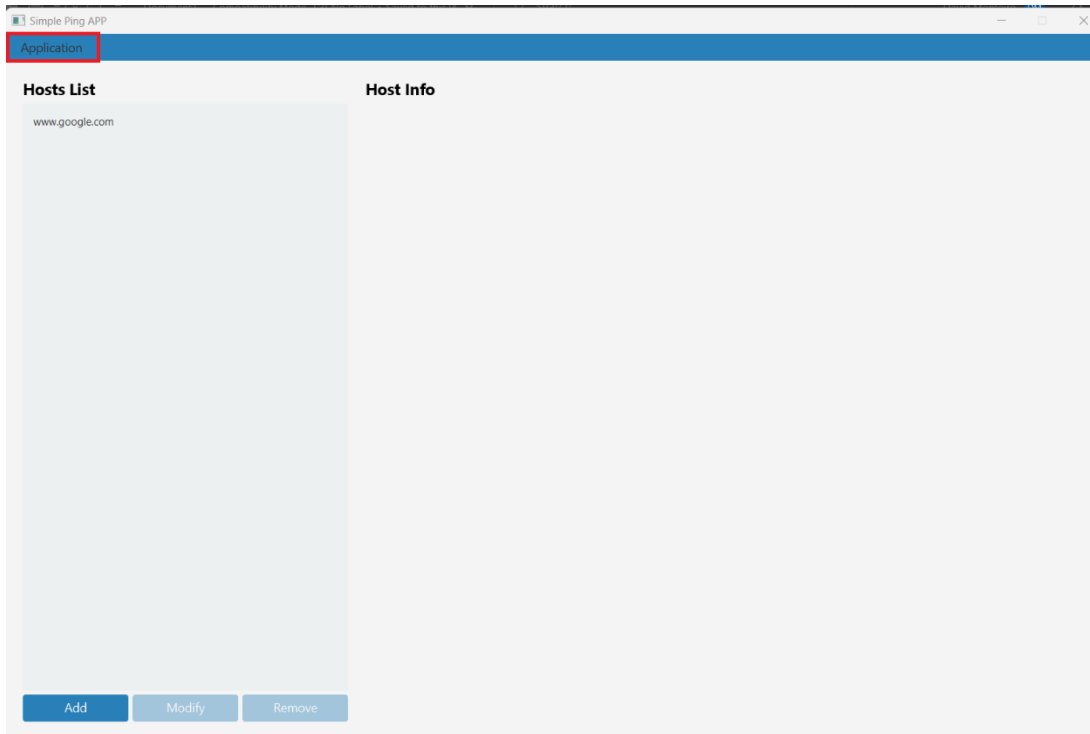 Simple Ping APP
Application
Hosts List
Host Info
www.google.com
Add
Modify
Remove